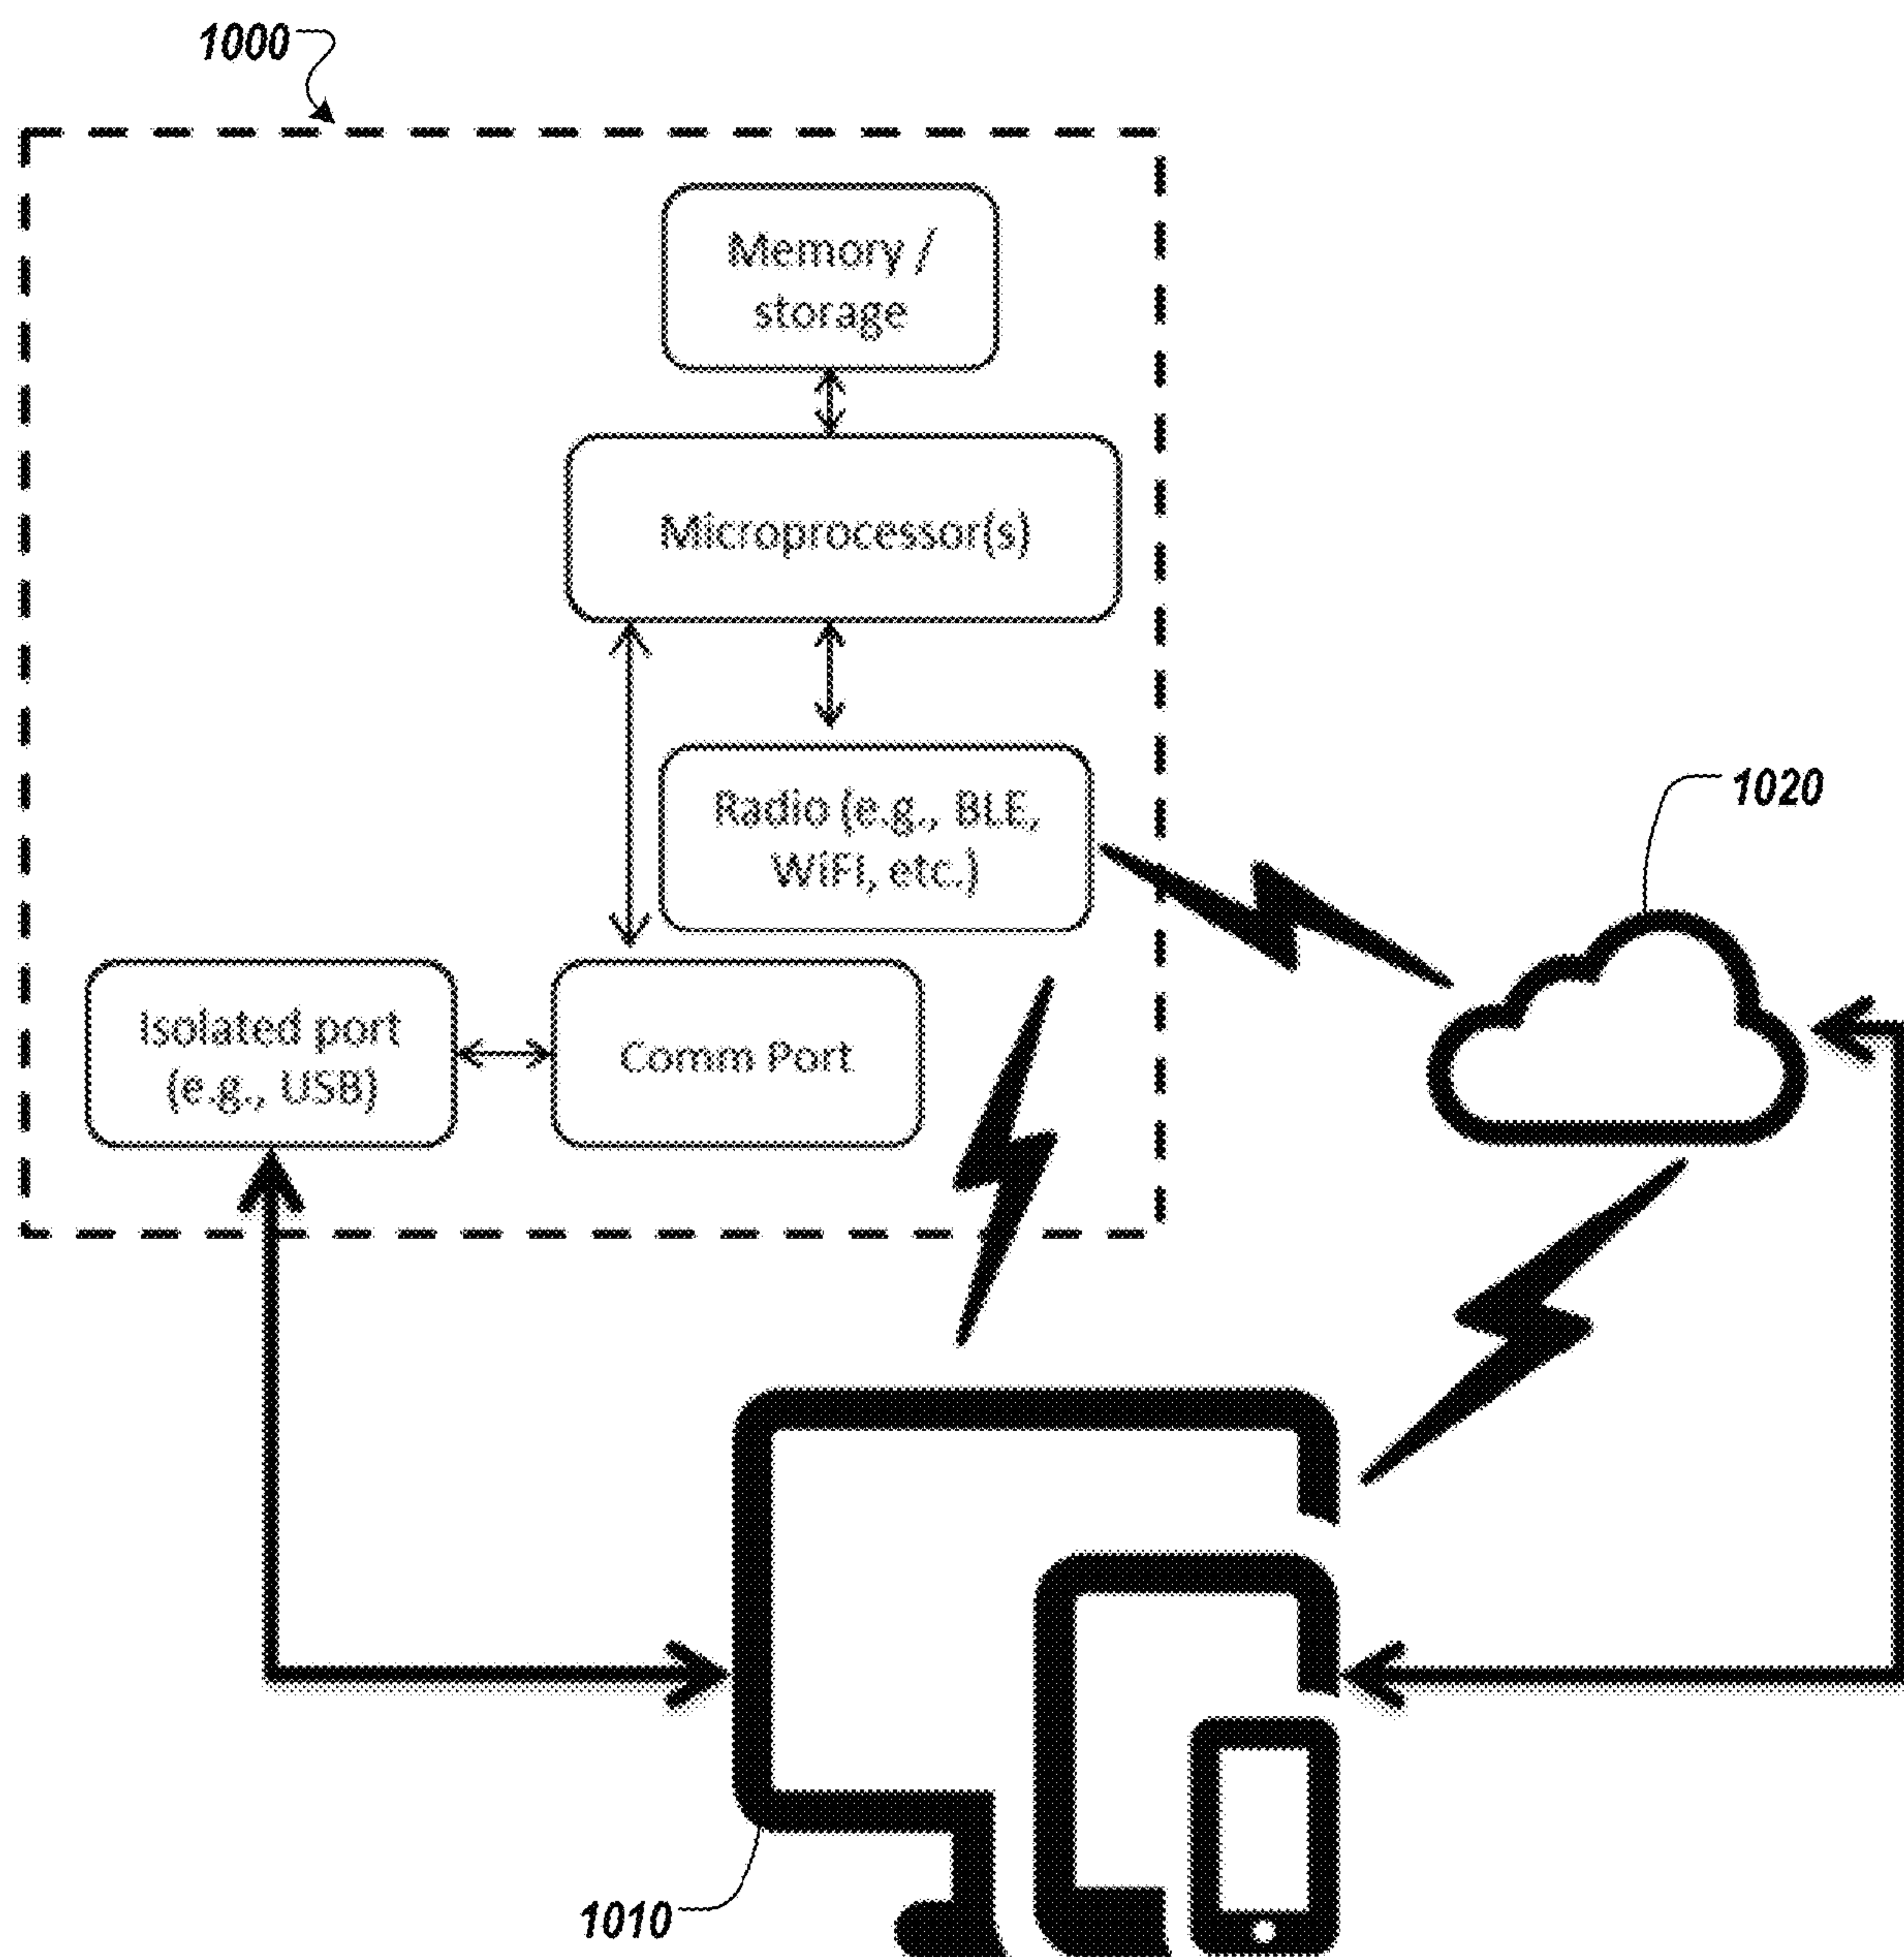 1000
Memory /
storage
Microprocessor(s)
Radio (e.g., BLE,
WiFi, etc.)
1020
Isolated port
(e.g., USB)
Comm Port
1010